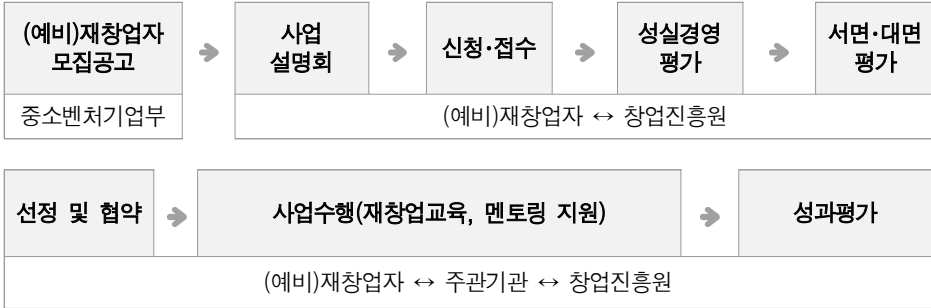 (예비)재창업자
모집공고
사업
설명회
신청·접수
성실경영
평가
서면·대면
평가
중소벤처기업부
(예비)재창업자 ↔ 창업진흥원
선정 및 협약
사업수행(재창업교육, 멘토링 지원)
성과평가
(예비)재창업자 ↔ 주관기관 ↔ 창업진흥원